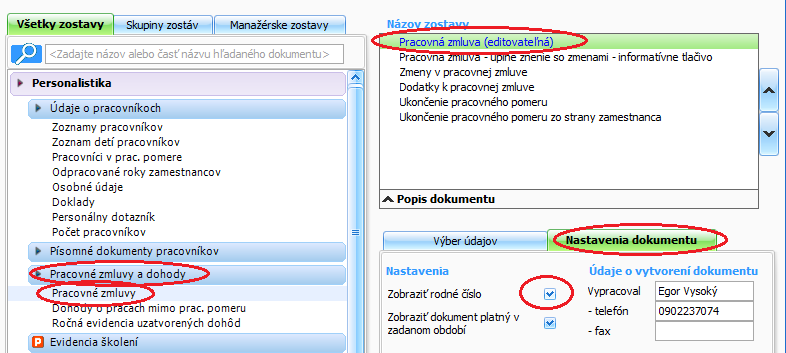 Všetky zostavy
Skupiny zostáv
Manažérske zostavy
<Zadajte názov alebo časť názvu hľadaného dokumentu>
Personalistika
Údaje o pracovníkoch
Zoznamy pracovníkov
Zoznam detí pracovníkov
Pracovníci v prac. pomere
Odpracované roky zamestnancov
Osobné údaje
Doklady
Personálny dotazník
Počet pracovníkov
Písomné dokumenty pracovníkov
Pracovné zmluvy a dohody
Pracovné zmluvy
Dohody o prácach mimo prac. pomeru
Ročná evidencia uzatvorených dohôd
P Evidencia školení
Názov zostavy
Pracovná zmluva (editovateľná)
Pracovná zmluva - úplné znenie so zmenami - informatívne tlačivo
Zmeny v pracovnej zmluve
Dodatky k pracovnej zmluve
Ukončenie pracovného pomeru
Ukončenie pracovného pomeru zo strany zamestnanca
Popis dokumentu
Výber údajov
Nastavenia dokumentu
Nastavenia
Zobraziť rodné číslo
Zobraziť dokument platný v
zadanom období
Údaje o vytvorení dokumentu
Vypracoval Egor Vysoký
- telefón 0902237074
- fax